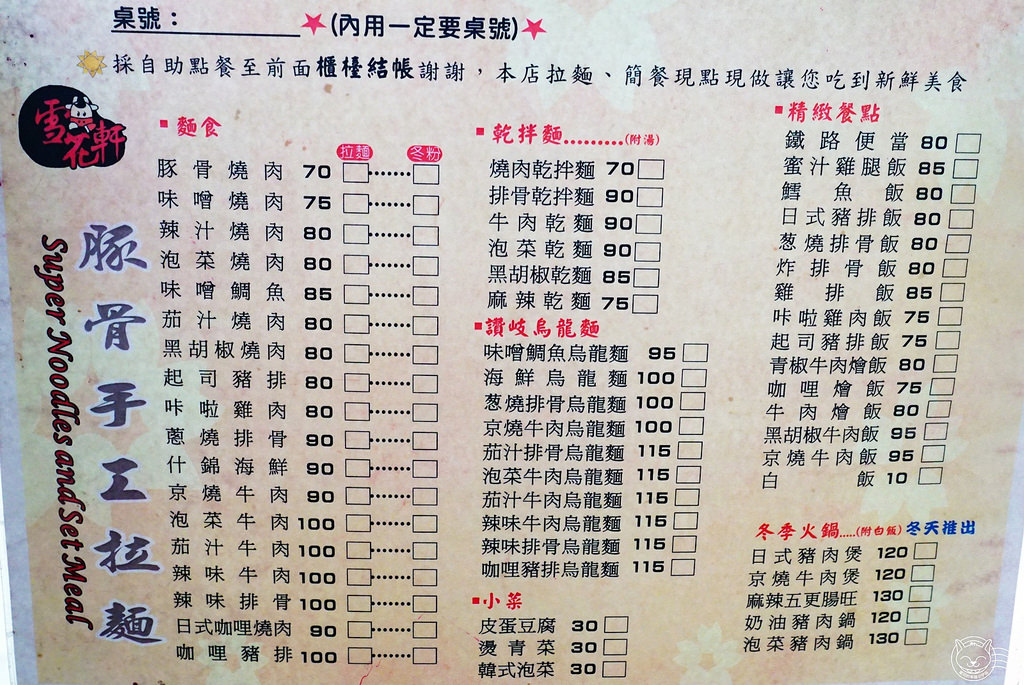 桌號：
★(內用一定要桌號)★
採自助點餐至前面櫃檯結帳謝謝，本店拉麵、簡餐現點現做讓您吃到新鮮美食
雪花軒
豚骨手工拉麵
Super Noodles and Set Meal
麵食
拉麵 冬粉
豚骨燒肉 70
味噌燒肉 75
辣汁燒肉 80
泡菜燒肉 80
味噌鯛魚 85
茄汁燒肉 80
黑胡椒燒肉 80
起司豬排 80
咔啦雞肉 80
蔥燒排骨 90
什錦海鮮 90
京燒牛肉 90
泡菜牛肉 100
茄汁牛肉 100
辣味牛肉 100
辣味排骨 100
日式咖哩燒肉 90
咖哩豬排 100
乾拌麵..........(附湯)
燒肉乾拌麵 70
排骨乾拌麵 90
牛肉乾麵 90
泡菜乾麵 90
黑胡椒乾麵 85
麻辣乾麵 75
讚岐烏龍麵
味噌鯛魚烏龍麵 95
海鮮烏龍麵 100
葱燒排骨烏龍麵 100
京燒牛肉烏龍麵 100
茄汁排骨烏龍麵 115
泡菜牛肉烏龍麵 115
茄汁牛肉烏龍麵 115
辣味牛肉烏龍麵 115
辣味排骨烏龍麵 115
咖哩豬排烏龍麵 115
小菜
皮蛋豆腐 30
燙青菜 30
韓式泡菜 30
精緻餐點
鐵路便當 80
蜜汁雞腿飯 85
鱈魚飯 80
日式豬排飯 80
葱燒排骨飯 80
炸排骨飯 80
雞排飯 85
咔啦雞肉飯 75
起司豬排飯 75
青椒牛肉燴飯 80
咖哩燴飯 75
牛肉燴飯 80
黑胡椒牛肉飯 95
京燒牛肉飯 95
白飯 10
冬季火鍋.....(附白飯) 冬天推出
日式豬肉煲 120
京燒牛肉煲 120
麻辣五更腸旺 130
奶油豬肉鍋 120
泡菜豬肉鍋 130